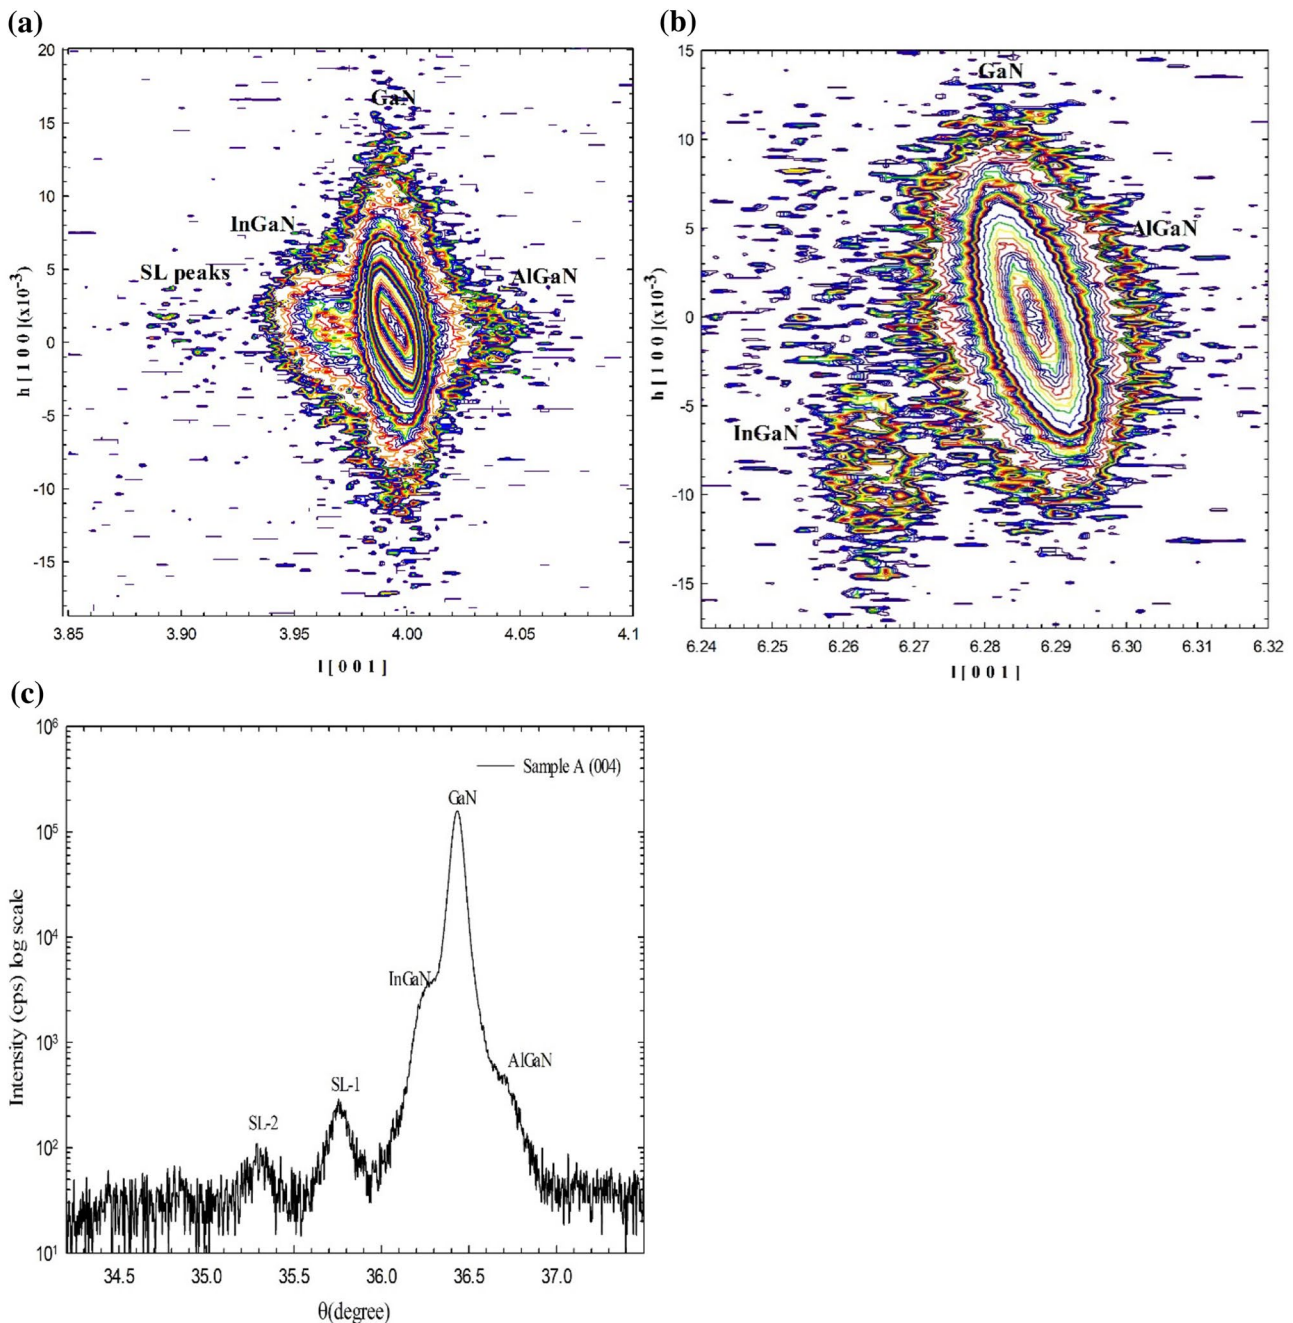 (a)
20
15
10
5
0
-5
-10
-15
h [ 1 0 0 ] (x10⁻³)
GaN
InGaN
SL peaks
AlGaN
3.85 3.90 3.95 4.00 4.05 4.1
l [ 0 0 1 ]
(b)
15
10
5
0
-5
-10
-15
h [ 1 0 0 ] (x10⁻³)
GaN
AlGaN
InGaN
6.24 6.25 6.26 6.27 6.28 6.29 6.30 6.31 6.32
l [ 0 0 1 ]
(c)
10⁶
10⁵
10⁴
10³
10²
10¹
Intensity (cps) log scale
Sample A (004)
GaN
InGaN
AlGaN
SL-1
SL-2
34.5 35.0 35.5 36.0 36.5 37.0
θ(degree)